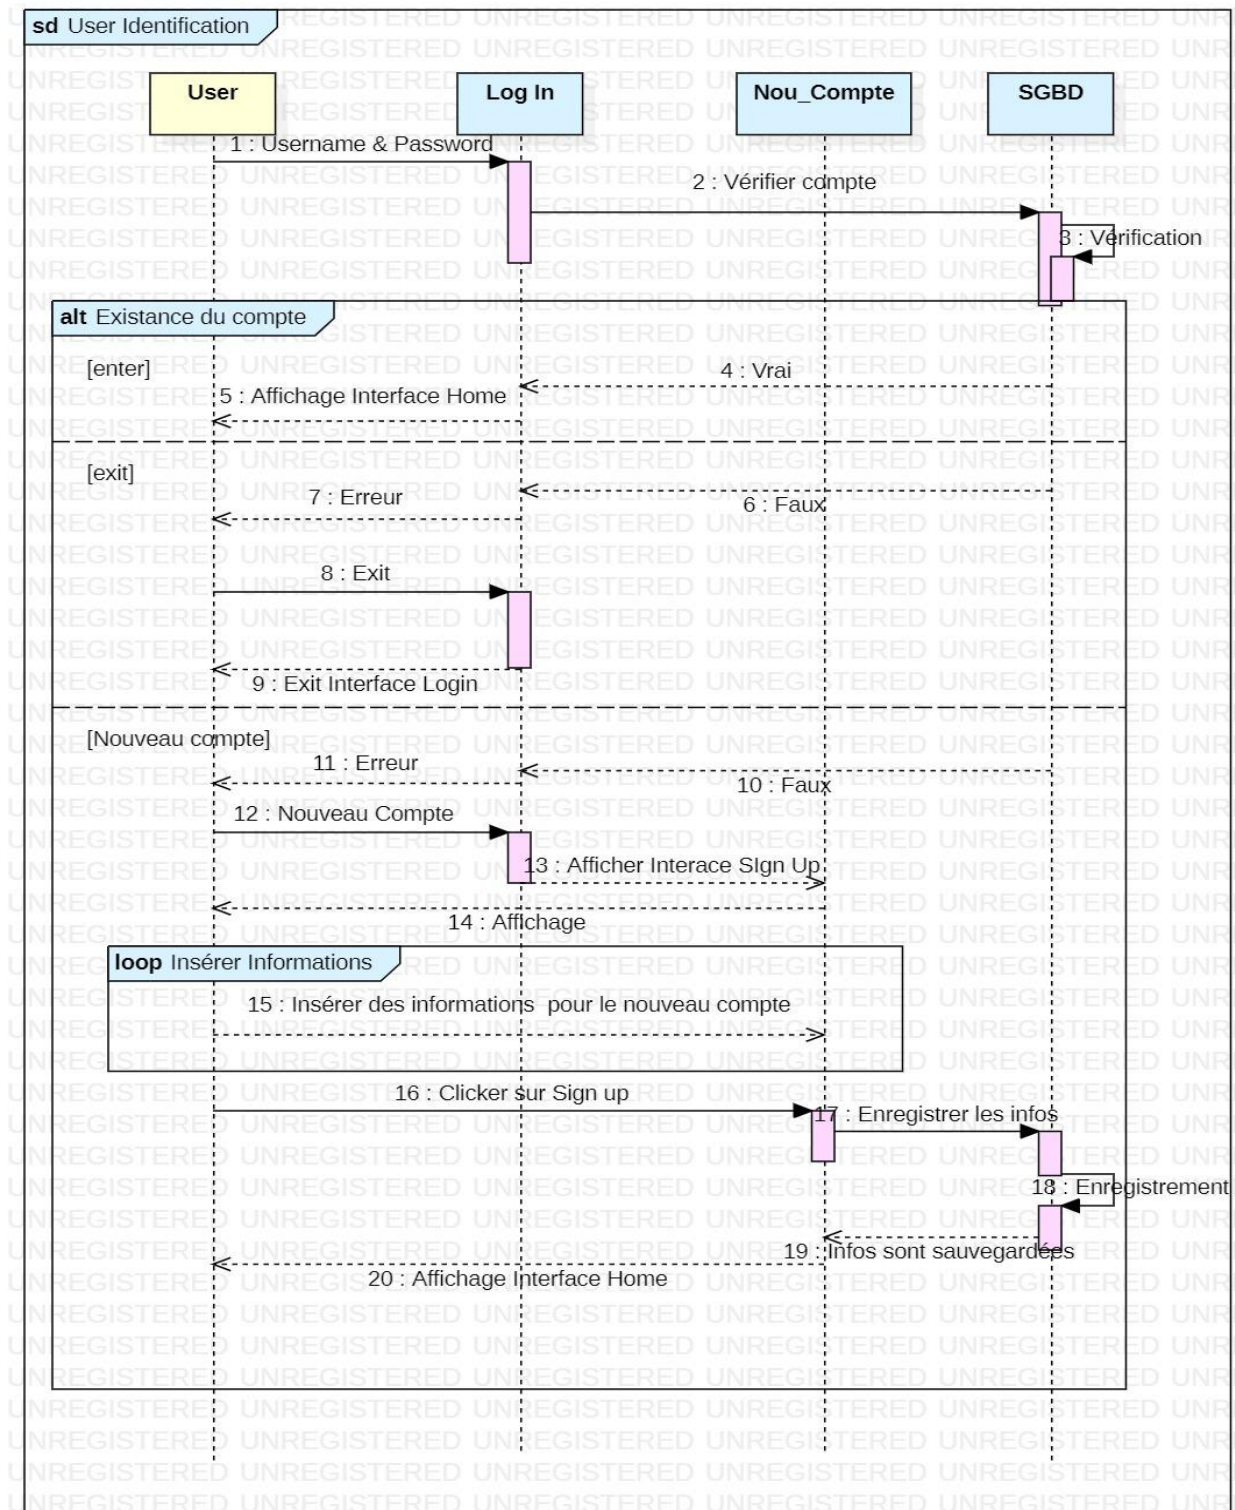 sd User Identification
User
Log In
Nou_Compte
SGBD
1 : Username & Password
2 : Vérifier compte
3 : Vérification
alt Existance du compte
[enter]
4 : Vrai
5 : Affichage Interface Home
[exit]
7 : Erreur
6 : Faux
8 : Exit
9 : Exit Interface Login
[Nouveau compte]
11 : Erreur
10 : Faux
12 : Nouveau Compte
13 : Afficher Interace SIgn Up
14 : Affichage
loop Insérer Informations
15 : Insérer des informations  pour le nouveau compte
16 : Clicker sur Sign up
17 : Enregistrer les infos
18 : Enregistrement
19 : Infos sont sauvegardées
20 : Affichage Interface Home
UNREGISTERED